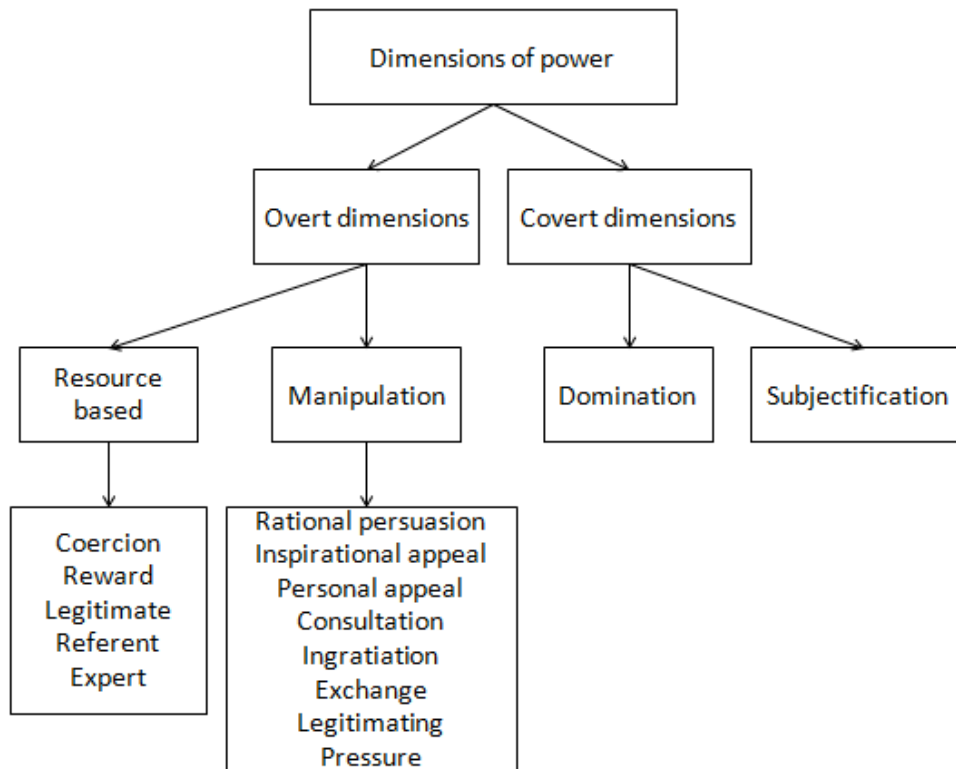 Dimensions of power
Overt dimensions
Covert dimensions
Resource
based
Manipulation
Domination
Subjectification
Coercion
Reward
Legitimate
Referent
Expert
Rational persuasion
Inspirational appeal
Personal appeal
Consultation
Ingratiation
Exchange
Legitimating
Pressure